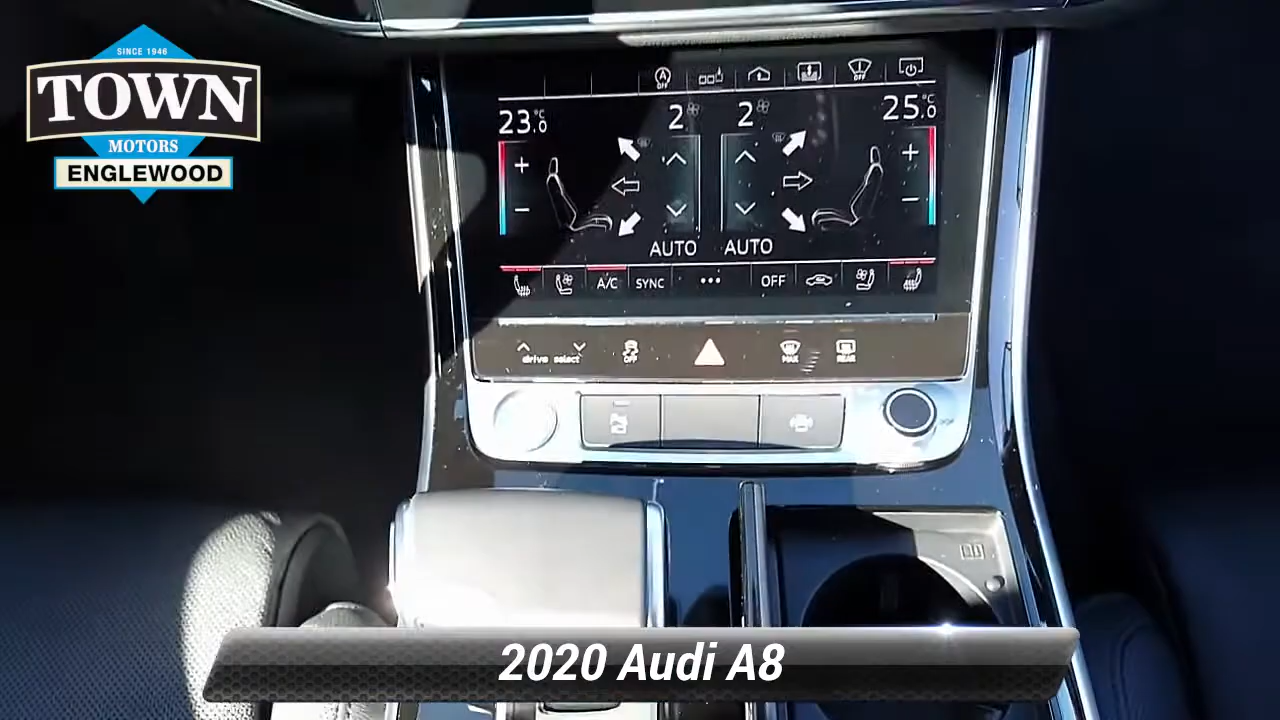 SINCE 1946
TOWN
MOTORS
ENGLEWOOD
A
OFF
OFF
23.0 °C
2
2
25.0 °C
+
+
−
−
AUTO
AUTO
A/C
SYNC
•••
OFF
drive select
OFF
MAX
REAR
2020 Audi A8